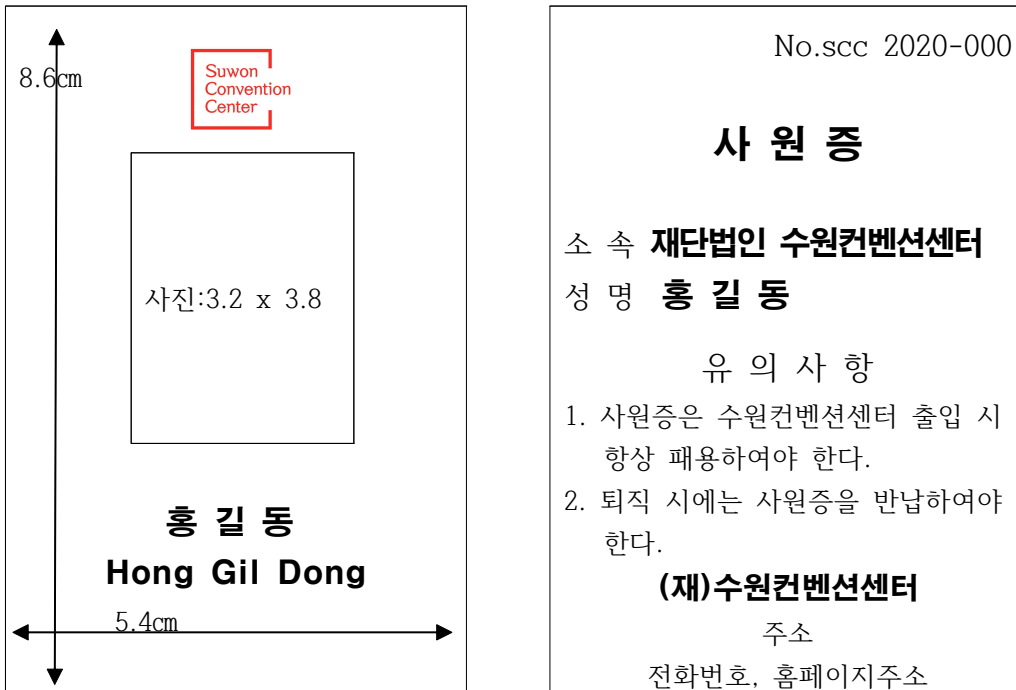 8.6㎝
Suwon
Convention
Center
사진:3.2 x 3.8
홍 길 동
Hong Gil Dong
5.4㎝
No.scc 2020-000
사 원 증
소 속 재단법인 수원컨벤션센터
성 명 홍 길 동
유 의 사 항
1. 사원증은 수원컨벤션센터 출입 시
항상 패용하여야 한다.
2. 퇴직 시에는 사원증을 반납하여야
한다.
(재)수원컨벤션센터
주소
전화번호, 홈페이지주소